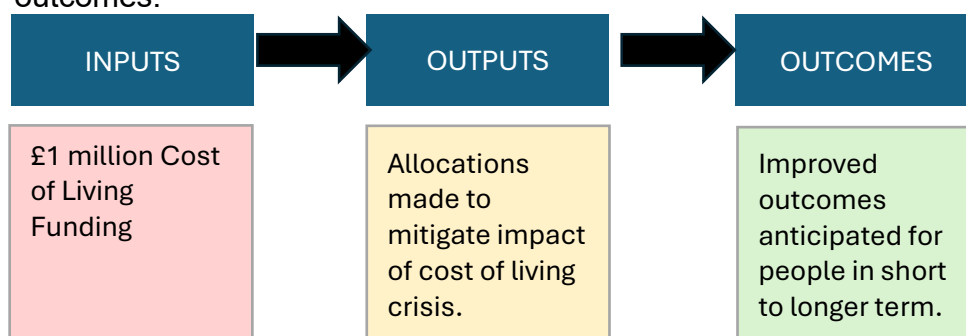 outcomes:
INPUTS
OUTPUTS
OUTCOMES
£1 million Cost
of Living
Funding
Allocations
made to
mitigate impact
of cost of living
crisis.
Improved
outcomes
anticipated for
people in short
to longer term.